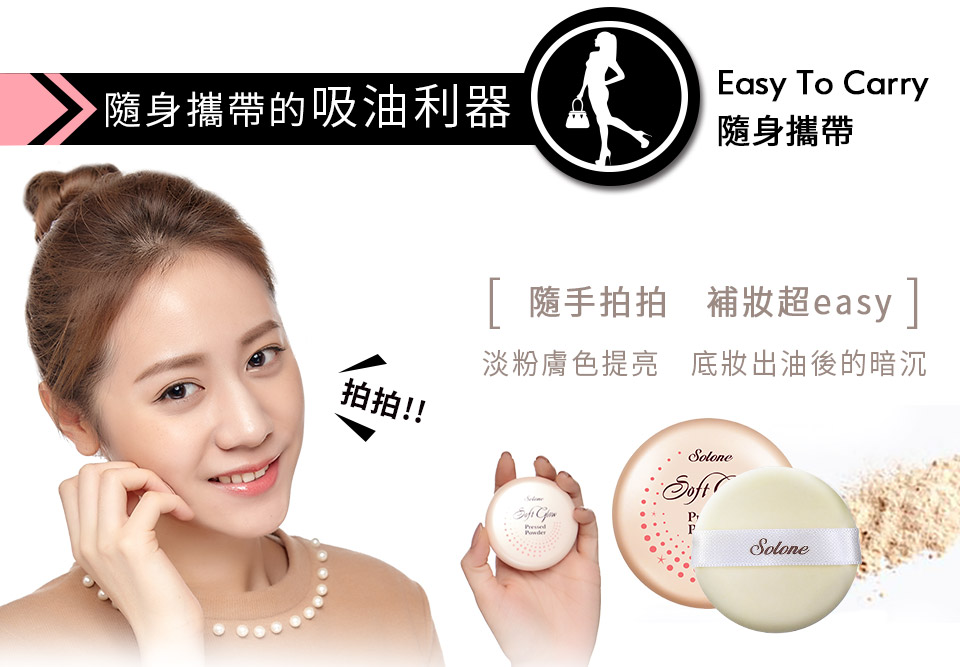 隨身攜帶的吸油利器
Easy To Carry
隨身攜帶
[ 隨手拍拍 補妝超easy ]
淡粉膚色提亮 底妝出油後的暗沉
拍拍!!
Solone
Soft Glow
Pressed
Powder
Solone
Soft G
P
P
Solone